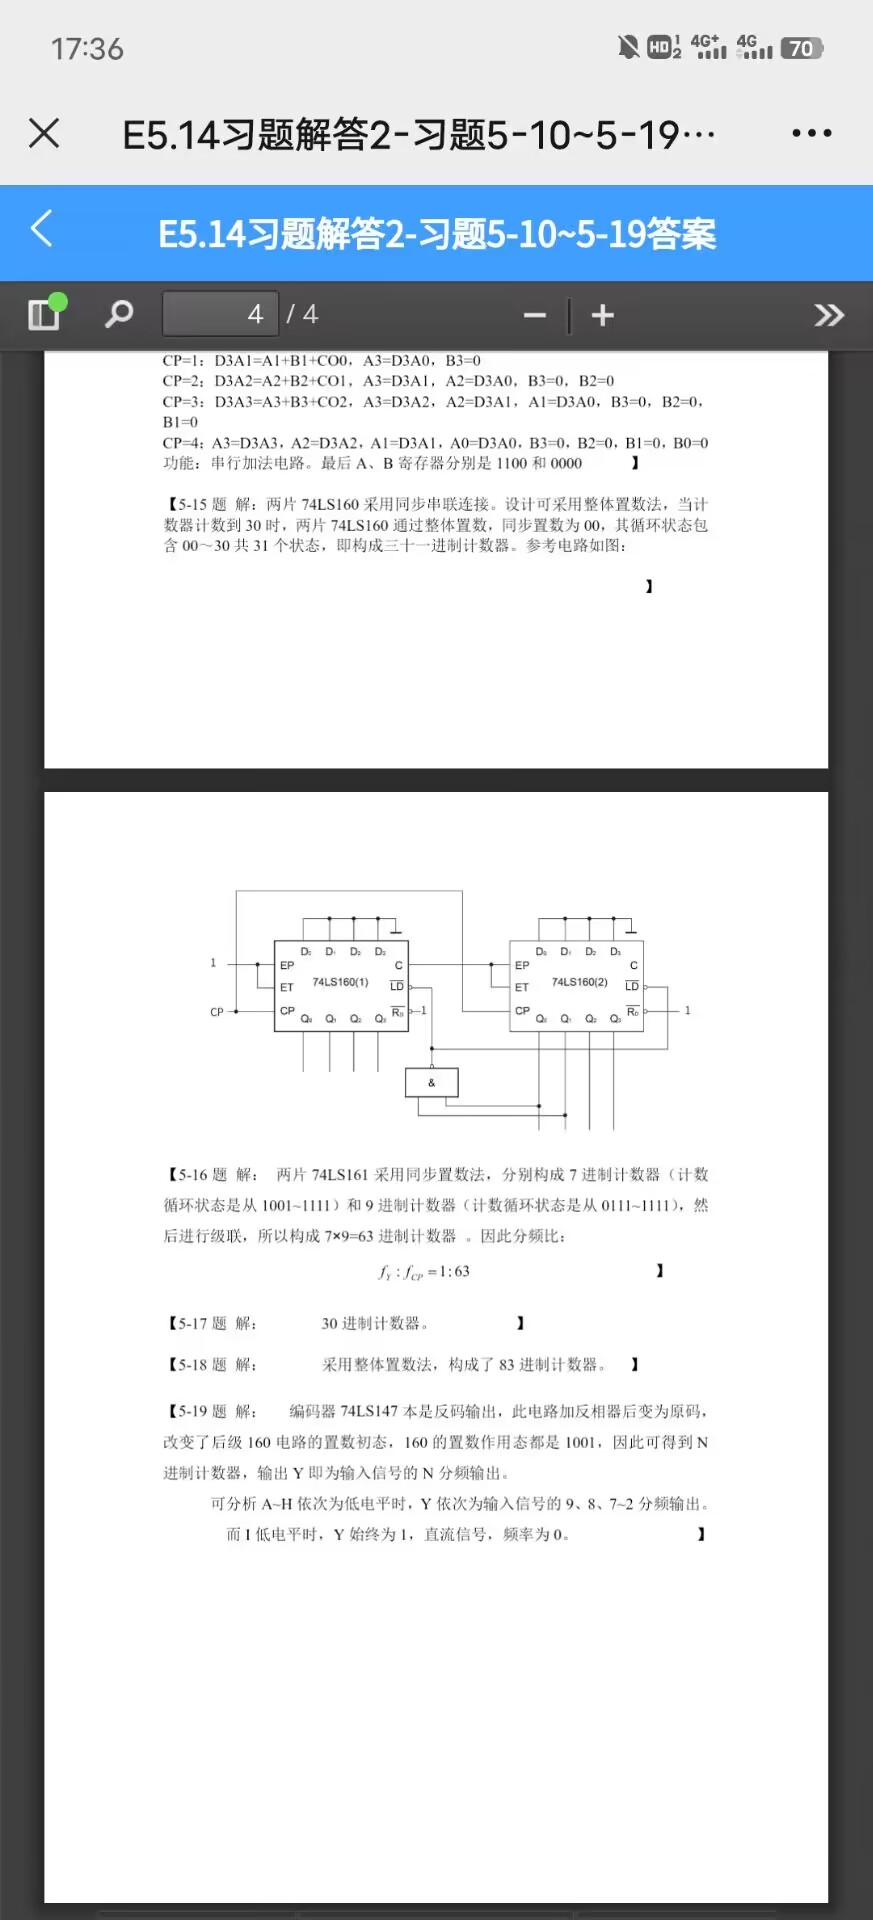 17:36
HD 1 2 4G+ 4G 70
E5.14习题解答2-习题5-10~5-19…
E5.14习题解答2-习题5-10~5-19答案
4 / 4
CP=1：D3A1=A1+B1+CO0，A3=D3A0，B3=0
CP=2：D3A2=A2+B2+CO1，A3=D3A1，A2=D3A0，B3=0，B2=0
CP=3：D3A3=A3+B3+CO2，A3=D3A2，A2=D3A1，A1=D3A0，B3=0，B2=0，
B1=0
CP=4：A3=D3A3，A2=D3A2，A1=D3A1，A0=D3A0，B3=0，B2=0，B1=0，B0=0
功能：串行加法电路。最后 A、B 寄存器分别是 1100 和 0000 】
【5-15 题 解：两片 74LS160 采用同步串联连接。设计可采用整体置数法，当计
数器计数到 30 时，两片 74LS160 通过整体置数，同步置数为 00，其循环状态包
含 00～30 共 31 个状态，即构成三十一进制计数器。参考电路如图：
】
D₀ D₁ D₂ D₃ D₀ D₁ D₂ D₃
1 EP C EP C
ET 74LS160(1) LD ET 74LS160(2) LD
CP CP Q₀ Q₁ Q₂ Q₃ R_D 1 CP Q₀ Q₁ Q₂ Q₃ R_D 1
&
【5-16 题 解： 两片 74LS161 采用同步置数法，分别构成 7 进制计数器（计数
循环状态是从 1001~1111）和 9 进制计数器（计数循环状态是从 0111~1111），然
后进行级联，所以构成 7×9=63 进制计数器 。因此分频比：
f_Y : f_CP =1:63 】
【5-17 题 解： 30 进制计数器。 】
【5-18 题 解： 采用整体置数法，构成了 83 进制计数器。 】
【5-19 题 解： 编码器 74LS147 本是反码输出，此电路加反相器后变为原码，
改变了后级 160 电路的置数初态，160 的置数作用态都是 1001，因此可得到 N
进制计数器，输出 Y 即为输入信号的 N 分频输出。
可分析 A~H 依次为低电平时，Y 依次为输入信号的 9、8、7~2 分频输出。
而 I 低电平时，Y 始终为 1，直流信号，频率为 0。 】